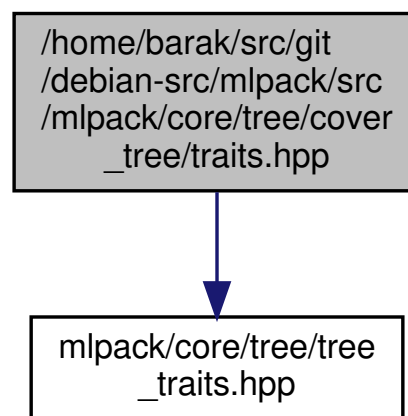 /home/barak/src/git
/debian-src/mlpack/src
/mlpack/core/tree/cover
_tree/traits.hpp
mlpack/core/tree/tree
_traits.hpp